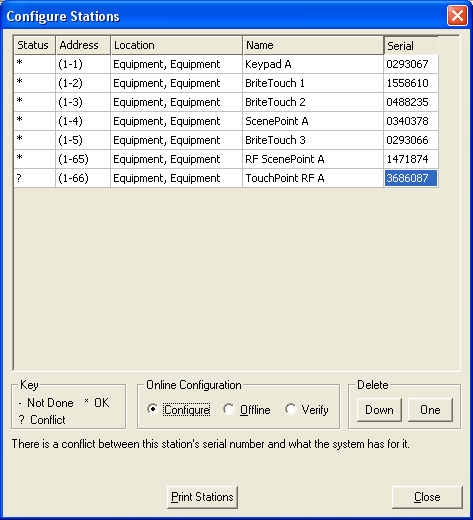 Configure Stations
Status Address Location Name Serial
* (1-1) Equipment, Equipment Keypad A 0293067
* (1-2) Equipment, Equipment BriteTouch 1 1558610
* (1-3) Equipment, Equipment BriteTouch 2 0488235
* (1-4) Equipment, Equipment ScenePoint A 0340378
* (1-5) Equipment, Equipment BriteTouch 3 0293066
* (1-65) Equipment, Equipment RF ScenePoint A 1471874
? (1-66) Equipment, Equipment TouchPoint RF A 3686087
Key
- Not Done * OK
? Conflict
Online Configuration
Configure Offline Verify
Delete
Down One
There is a conflict between this station's serial number and what the system has for it.
Print Stations Close